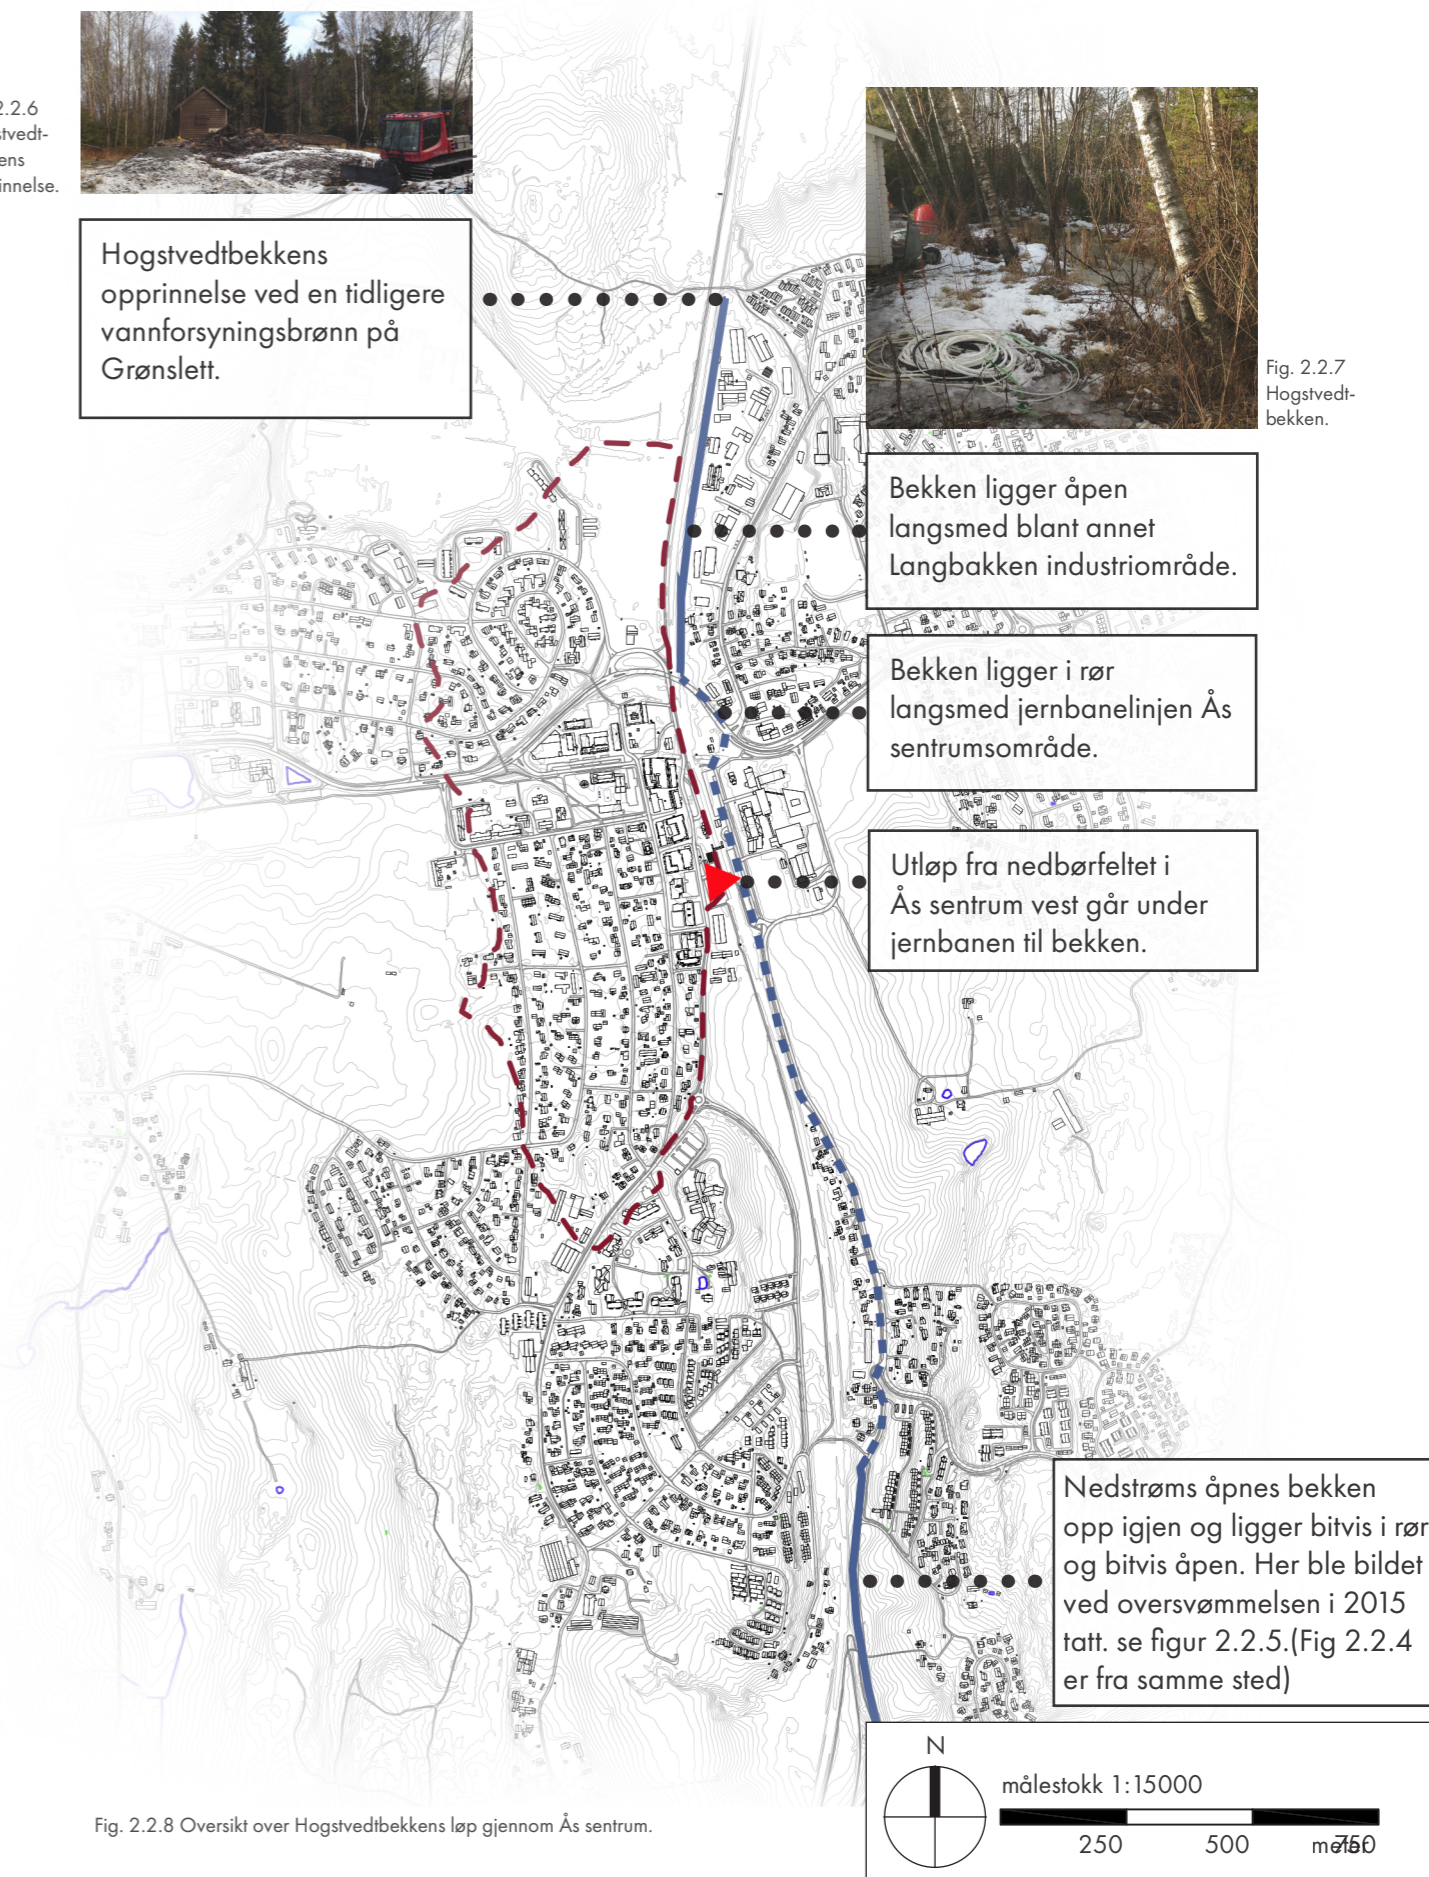 2.2.6
stvedt-
ens
innelse.
Hogstvedtbekkens
opprinnelse ved en tidligere
vannforsyningsbrønn på
Grønslett.
Fig. 2.2.7
Hogstvedt-
bekken.
Bekken ligger åpen
langsmed blant annet
Langbakken industriområde.
Bekken ligger i rør
langsmed jernbanelinjen Ås
sentrumsområde.
Utløp fra nedbørfeltet i
Ås sentrum vest går under
jernbanen til bekken.
Nedstrøms åpnes bekken
opp igjen og ligger bitvis i rør
og bitvis åpen. Her ble bildet
ved oversvømmelsen i 2015
tatt. se figur 2.2.5.(Fig 2.2.4
er fra samme sted)
N
målestokk 1:15000
250 500 meter 750
Fig. 2.2.8 Oversikt over Hogstvedtbekkens løp gjennom Ås sentrum.